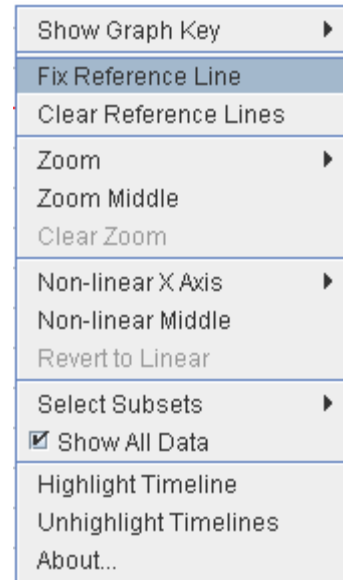 Show Graph Key
Fix Reference Line
Clear Reference Lines
Zoom
Zoom Middle
Clear Zoom
Non-linear X Axis
Non-linear Middle
Revert to Linear
Select Subsets
Show All Data
Highlight Timeline
Unhighlight Timelines
About...